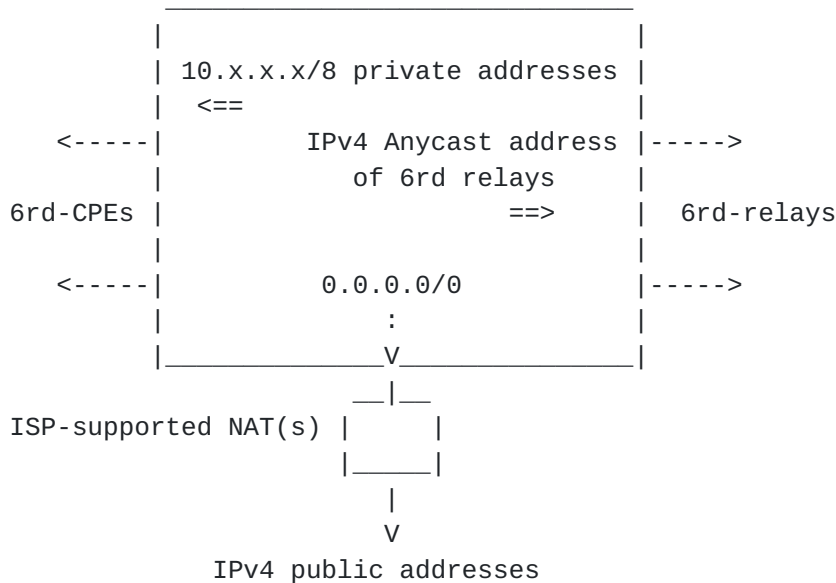 10.x.x.x/8 private addresses
<==
<-----| IPv4 Anycast address |----->
of 6rd relays
6rd-CPEs | ==> | 6rd-relays
<-----| 0.0.0.0/0 |----->
:
V
ISP-supported NAT(s)
V
IPv4 public addresses